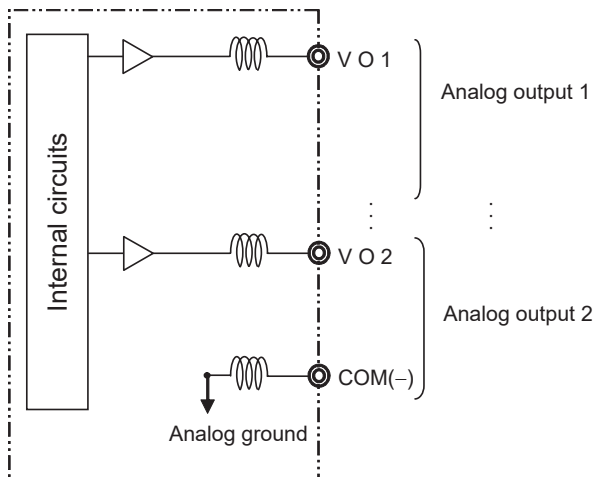 Internal circuits
V O 1
Analog output 1
V O 2
Analog output 2
COM(−)
Analog ground